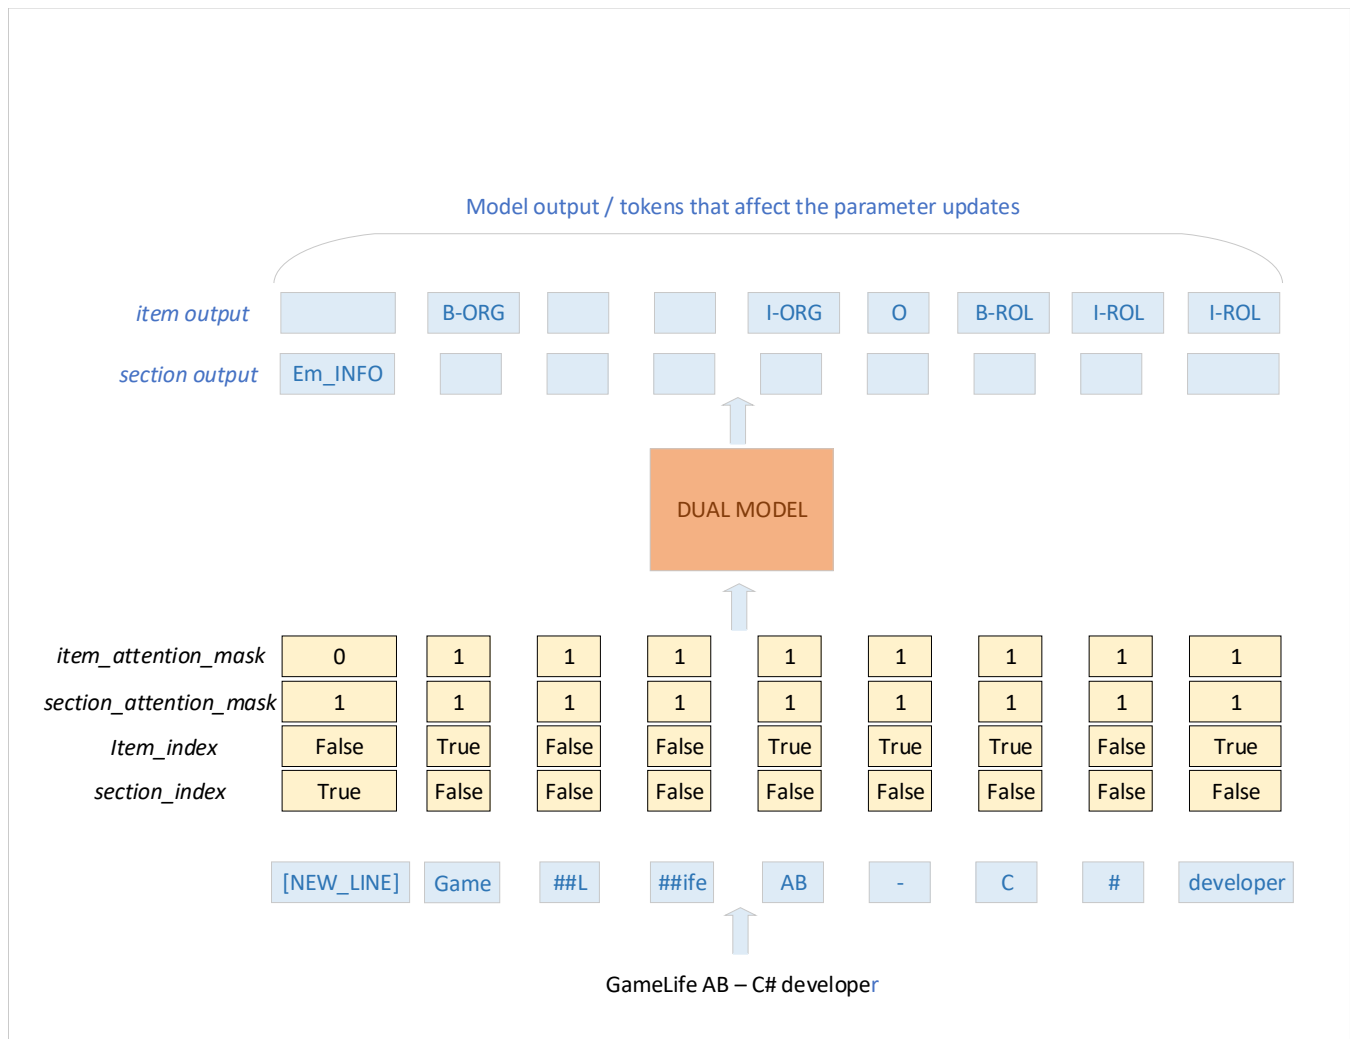 Model output / tokens that affect the parameter updates
item output B-ORG I-ORG O B-ROL I-ROL I-ROL
section output Em_INFO
DUAL MODEL
item_attention_mask 0 1 1 1 1 1 1 1 1
section_attention_mask 1 1 1 1 1 1 1 1 1
Item_index False True False False True True True False True
section_index True False False False False False False False False
[NEW_LINE] Game ##L ##ife AB - C # developer
GameLife AB – C# developer